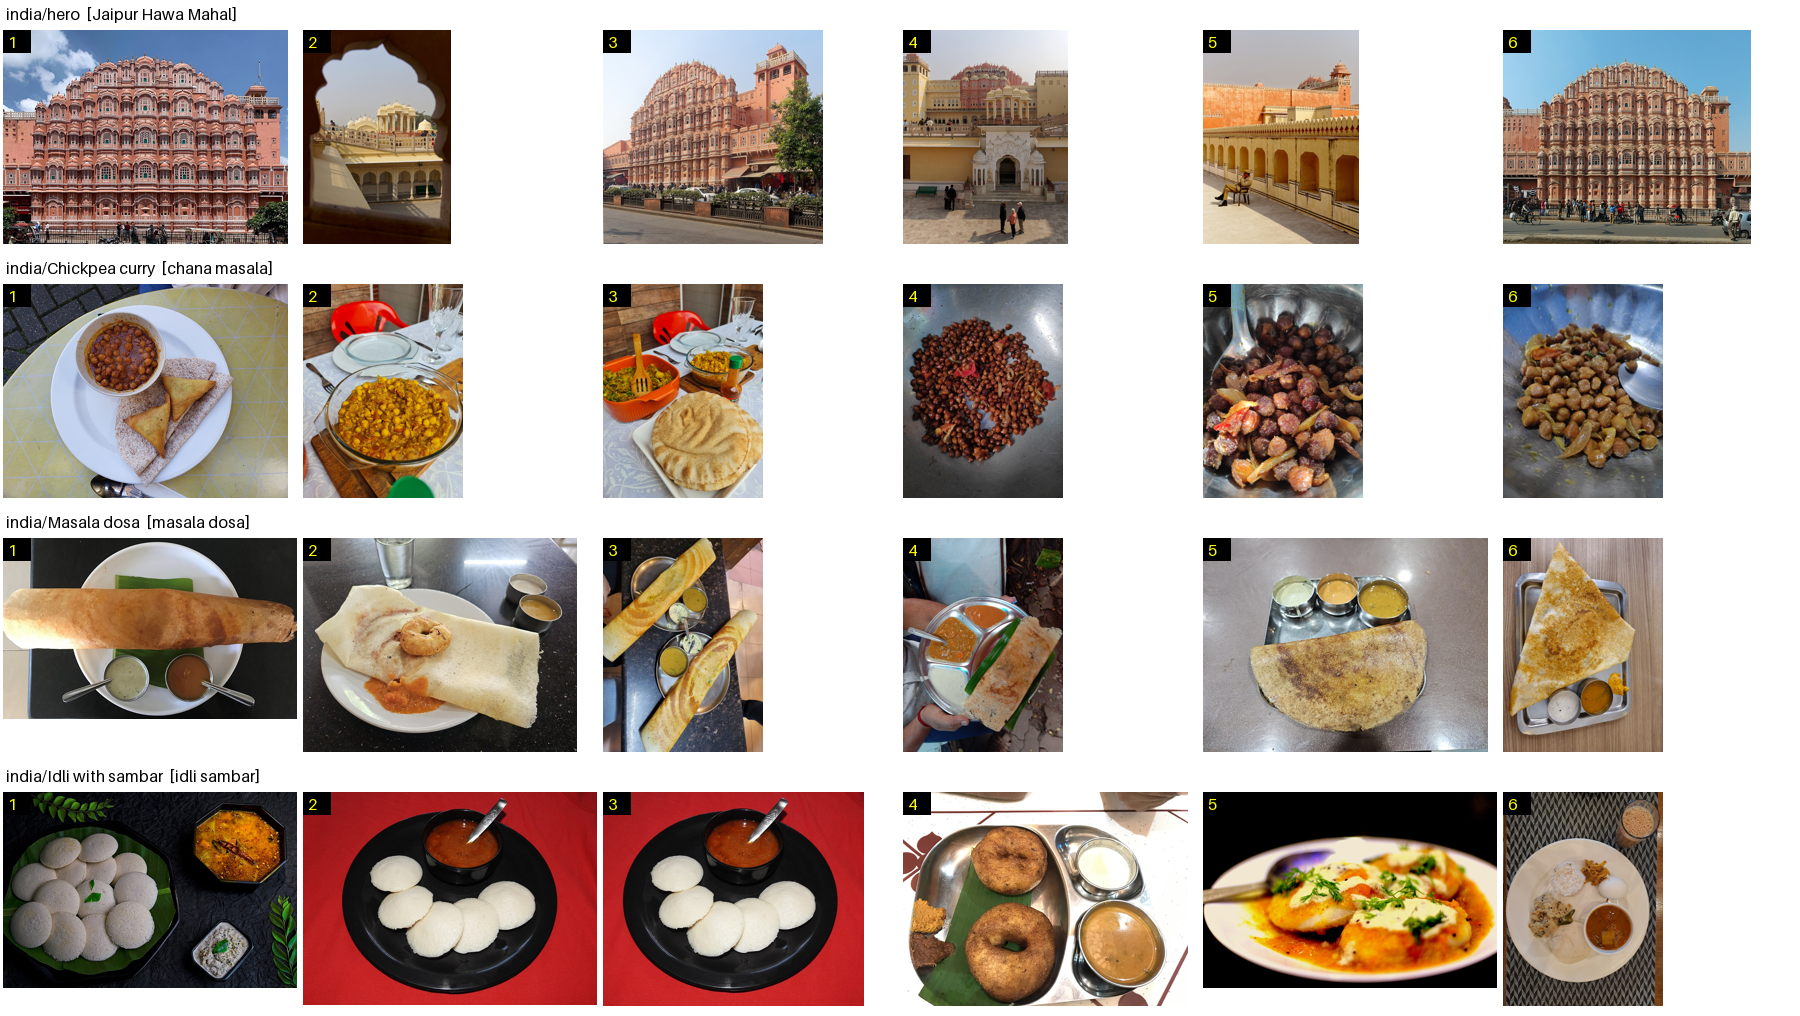 india/hero [Jaipur Hawa Mahal]
1 2 3 4 5 6
india/Chickpea curry [chana masala]
1 2 3 4 5 6
india/Masala dosa [masala dosa]
1 2 3 4 5 6
india/Idli with sambar [idli sambar]
1 2 3 4 5 6